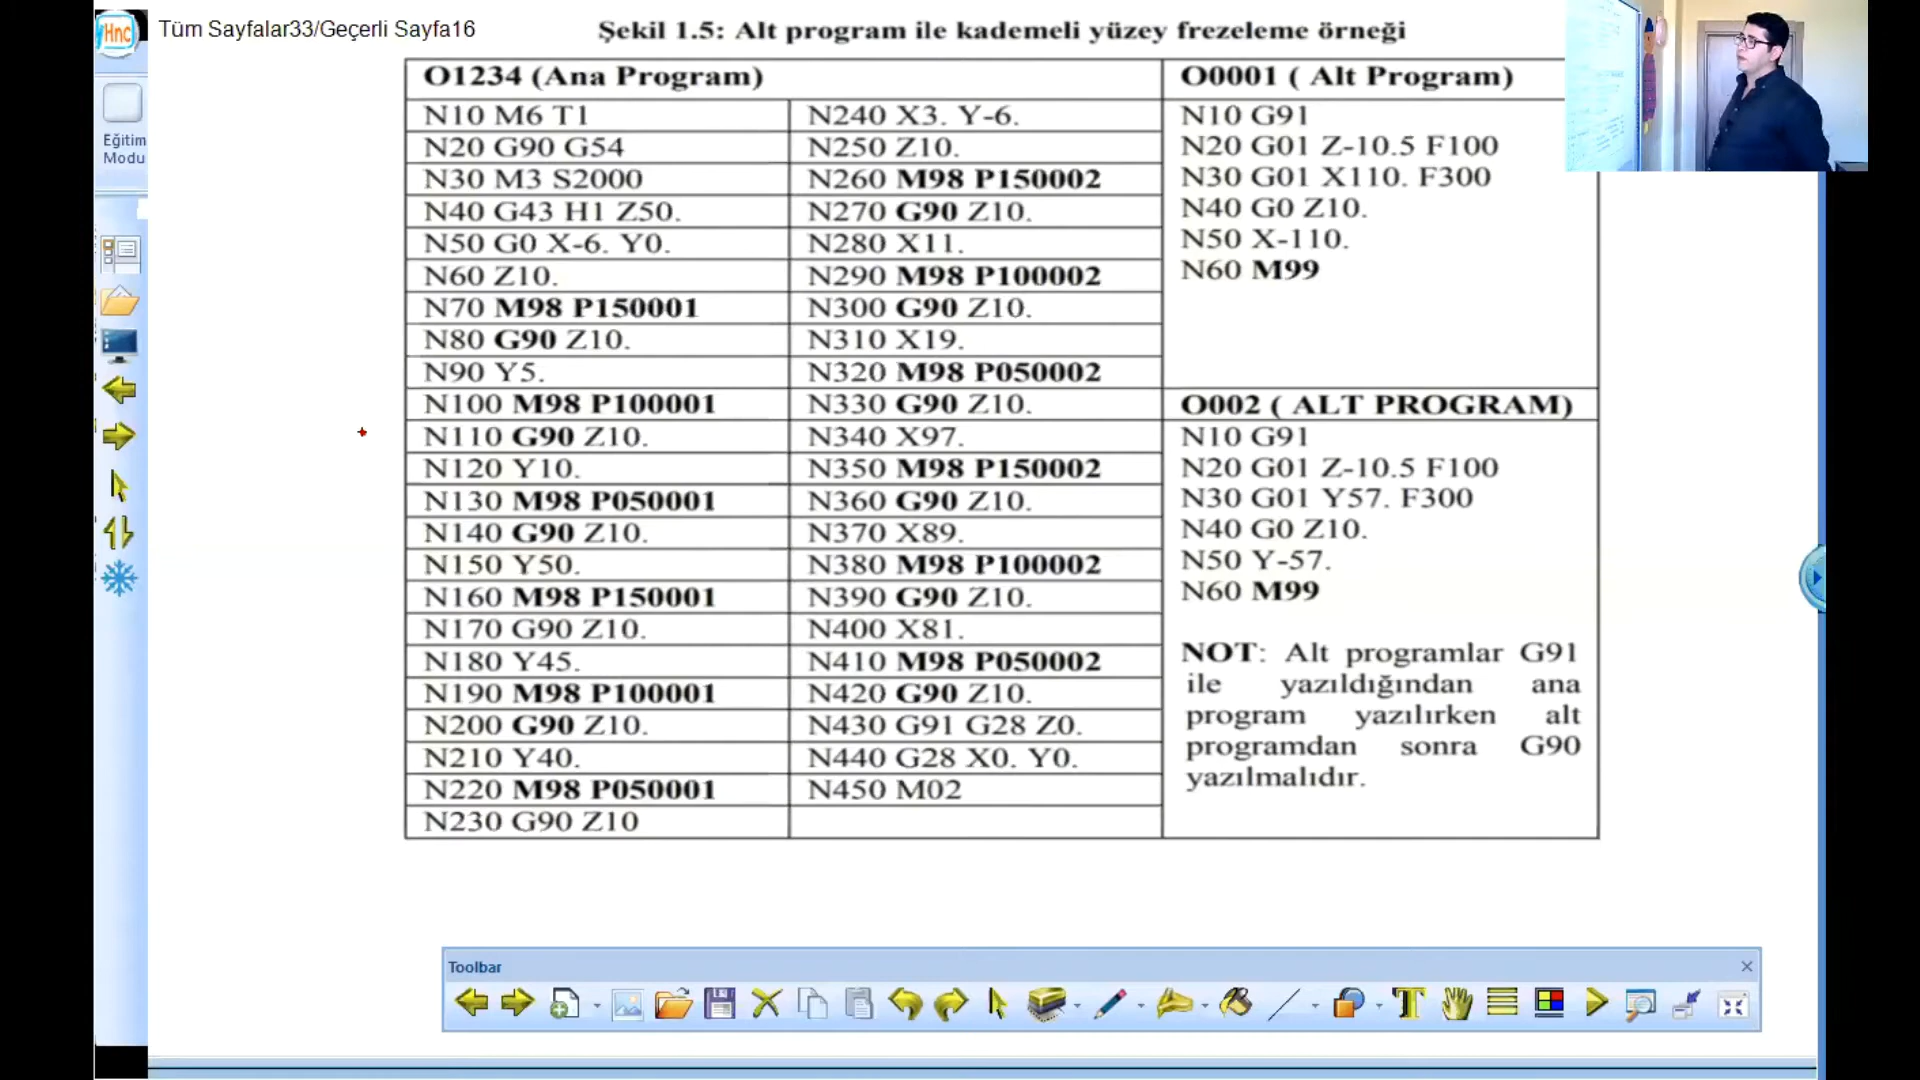 Hnc
Tüm Sayfalar33/Geçerli Sayfa16
Eğitim
Modu
Şekil 1.5: Alt program ile kademeli yüzey frezeleme örneği
O1234 (Ana Program)
N10 M6 T1
N20 G90 G54
N30 M3 S2000
N40 G43 H1 Z50.
N50 G0 X-6. Y0.
N60 Z10.
N70 M98 P150001
N80 G90 Z10.
N90 Y5.
N100 M98 P100001
N110 G90 Z10.
N120 Y10.
N130 M98 P050001
N140 G90 Z10.
N150 Y50.
N160 M98 P150001
N170 G90 Z10.
N180 Y45.
N190 M98 P100001
N200 G90 Z10.
N210 Y40.
N220 M98 P050001
N230 G90 Z10
N240 X3. Y-6.
N250 Z10.
N260 M98 P150002
N270 G90 Z10.
N280 X11.
N290 M98 P100002
N300 G90 Z10.
N310 X19.
N320 M98 P050002
N330 G90 Z10.
N340 X97.
N350 M98 P150002
N360 G90 Z10.
N370 X89.
N380 M98 P100002
N390 G90 Z10.
N400 X81.
N410 M98 P050002
N420 G90 Z10.
N430 G91 G28 Z0.
N440 G28 X0. Y0.
N450 M02
O0001 ( Alt Program)
N10 G91
N20 G01 Z-10.5 F100
N30 G01 X110. F300
N40 G0 Z10.
N50 X-110.
N60 M99
O002 ( ALT PROGRAM)
N10 G91
N20 G01 Z-10.5 F100
N30 G01 Y57. F300
N40 G0 Z10.
N50 Y-57.
N60 M99
NOT: Alt programlar G91
ile yazıldığından ana
program yazılırken alt
programdan sonra G90
yazılmalıdır.
Toolbar